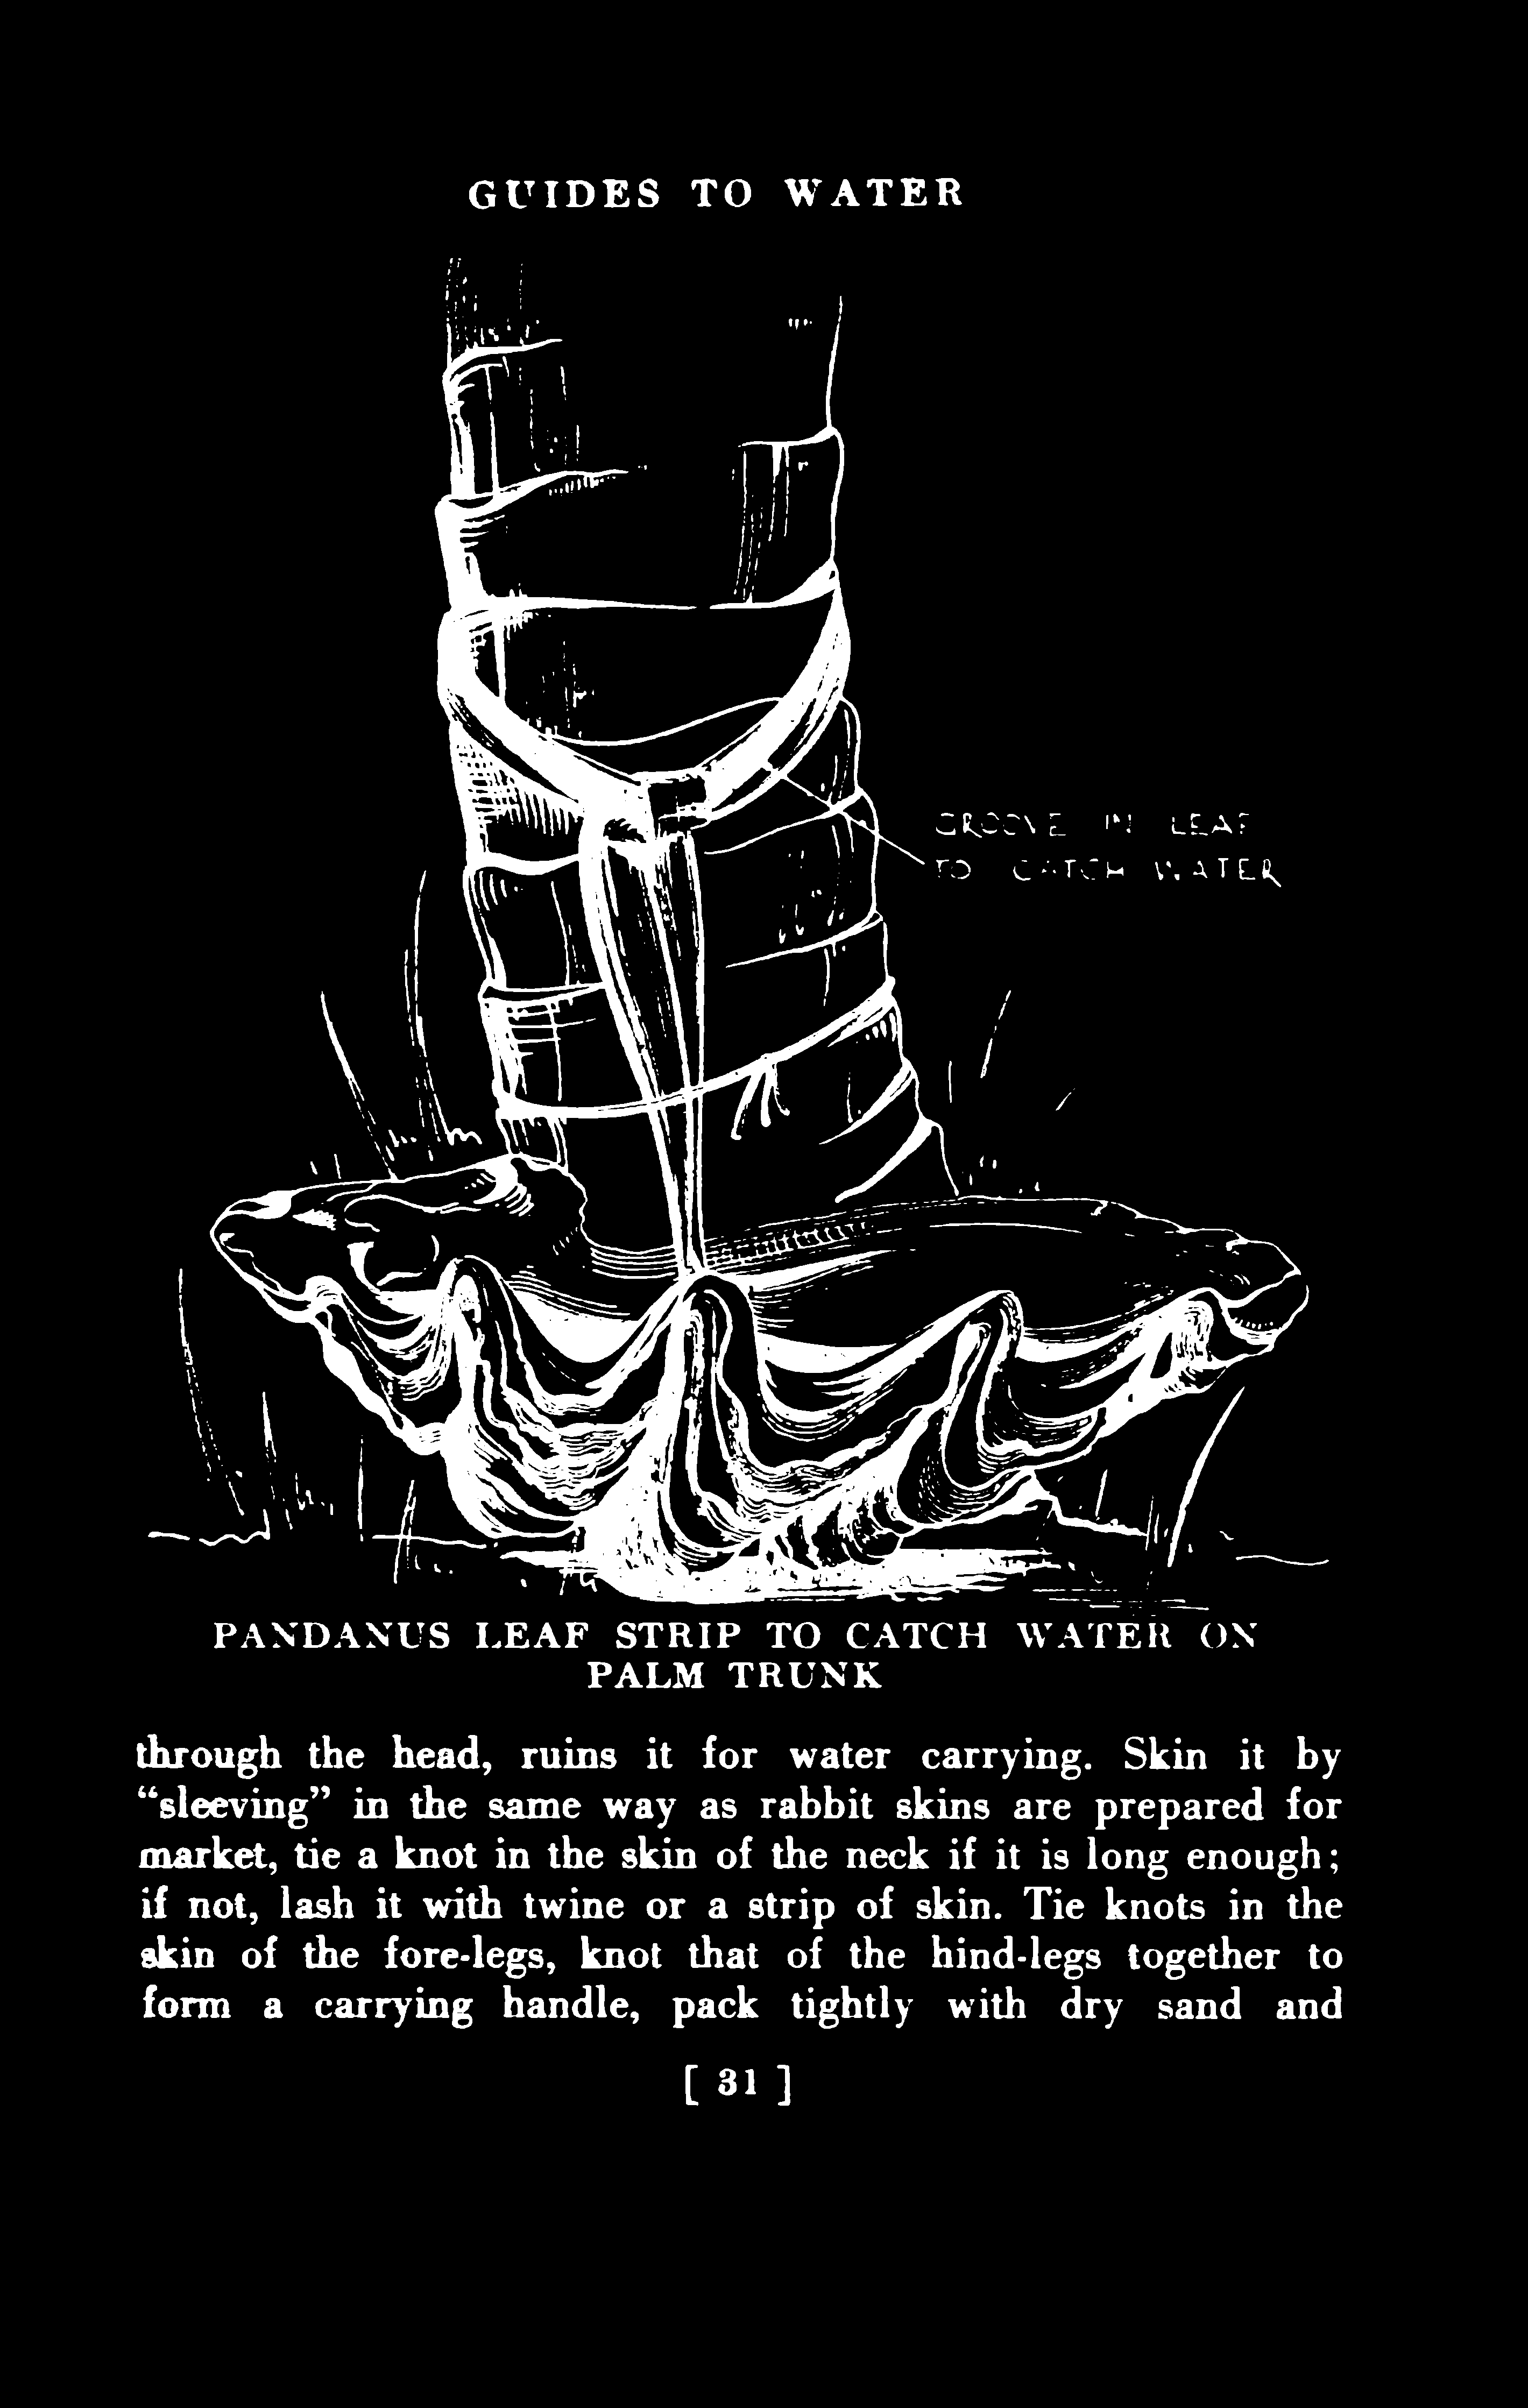 GUIDES TO WATER
GROOVE IN LEAF
TO CATCH WATER
PANDANUS LEAF STRIP TO CATCH WATER ON
PALM TRUNK
through the head, ruins it for water carrying. Skin it by
“sleeving” in the same way as rabbit skins are prepared for
market, tie a knot in the skin of the neck if it is long enough;
if not, lash it with twine or a strip of skin. Tie knots in the
skin of the fore-legs, knot that of the hind-legs together to
form a carrying handle, pack tightly with dry sand and
[ 31 ]